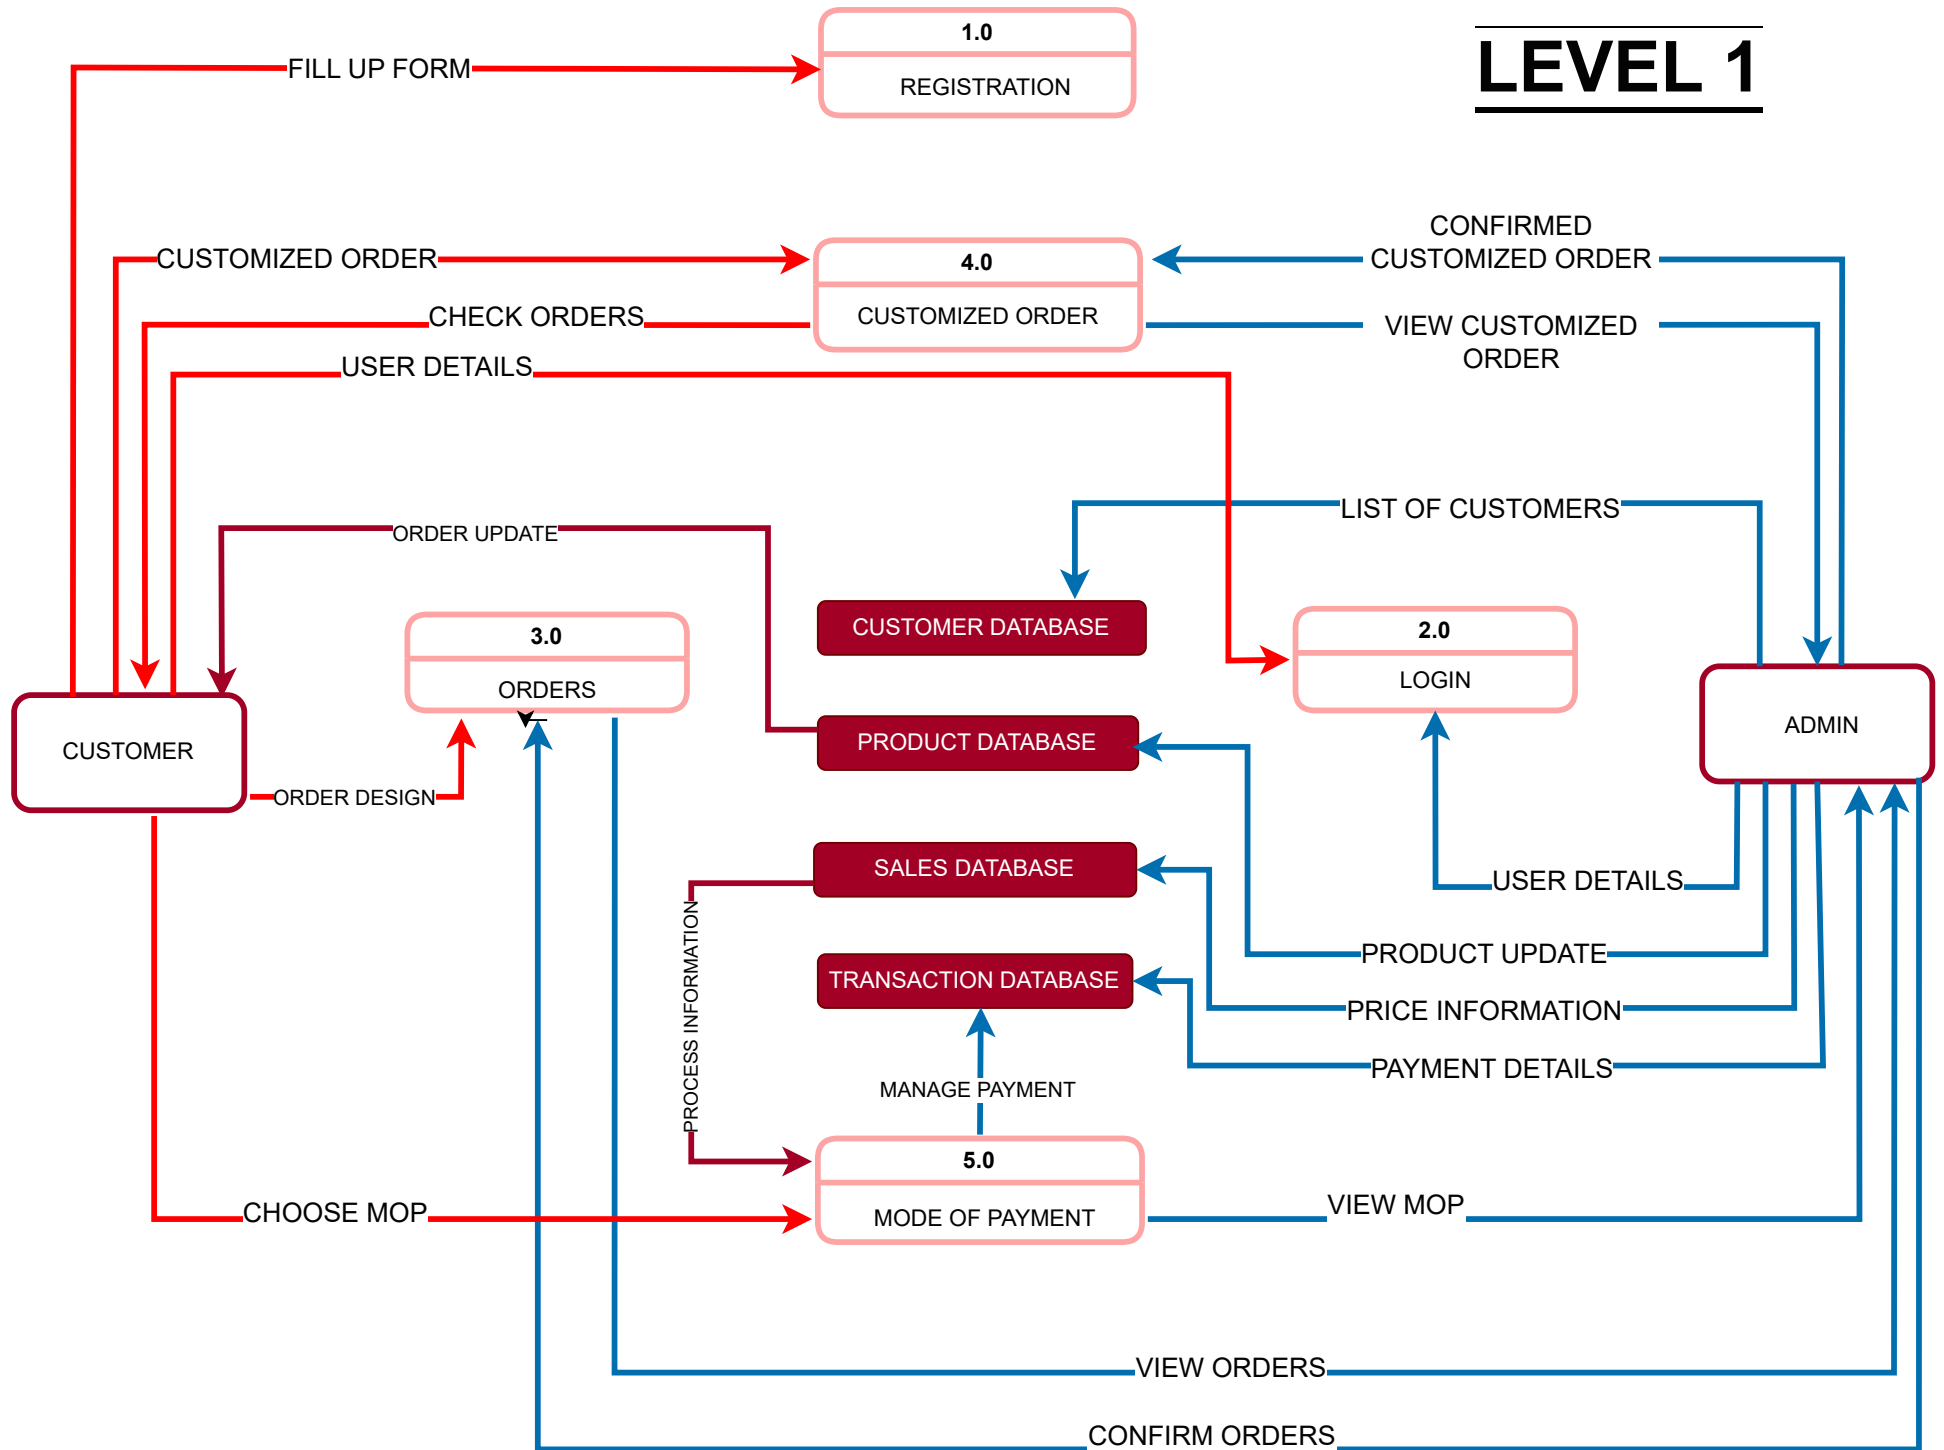 1.0
LEVEL 1
FILL UP FORM
REGISTRATION
CONFIRMED
CUSTOMIZED ORDER
4.0
CUSTOMIZED ORDER
CHECK ORDERS
CUSTOMIZED ORDER
VIEW CUSTOMIZED
ORDER
USER DETAILS
LIST OF CUSTOMERS
ORDER UPDATE
3.0
CUSTOMER DATABASE
2.0
ORDERS
LOGIN
CUSTOMER
PRODUCT DATABASE
ADMIN
ORDER DESIGN
SALES DATABASE
USER DETAILS
PROCESS INFORMATION
PRODUCT UPDATE
TRANSACTION DATABASE
PRICE INFORMATION
PAYMENT DETAILS
MANAGE PAYMENT
5.0
CHOOSE MOP
MODE OF PAYMENT
VIEW MOP
VIEW ORDERS
CONFIRM ORDERS